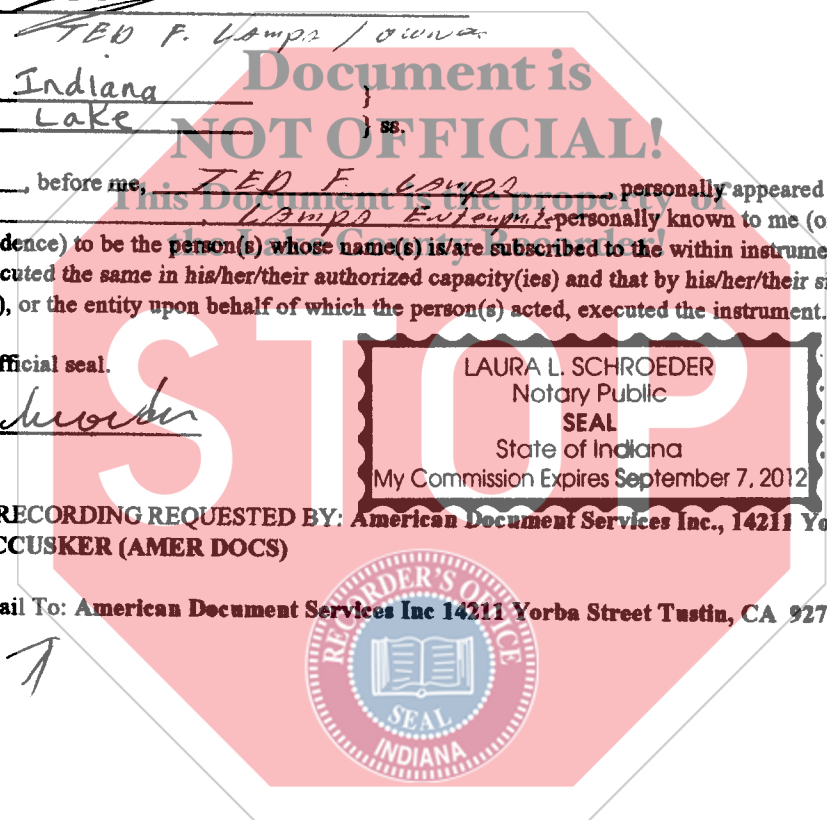 TED F. Lamps / owner
Document is
Indiana }
NOT OFFICIAL!
Lake } ss.
, before me, TED F. Lamps personally appeared
This Document is the property of
Lamps personally known to me (o
the Lake County Recorder!
dence) to be the person(s) whose name(s) is/are subscribed to the within instrume
cuted the same in his/her/their authorized capacity(ies) and that by his/her/their si
), or the entity upon behalf of which the person(s) acted, executed the instrument.
STOP
fficial seal.
LAURA L. SCHROEDER
Notary Public
SEAL
State of Indiana
My Commission Expires September 7, 2012
RECORDING REQUESTED BY: American Document Services Inc., 14211 Yo
CCUSKER (AMER DOCS)
RECORDER'S OFFICE
ail To: American Document Services Inc 14211 Yorba Street Tustin, CA 927
SEAL
INDIANA